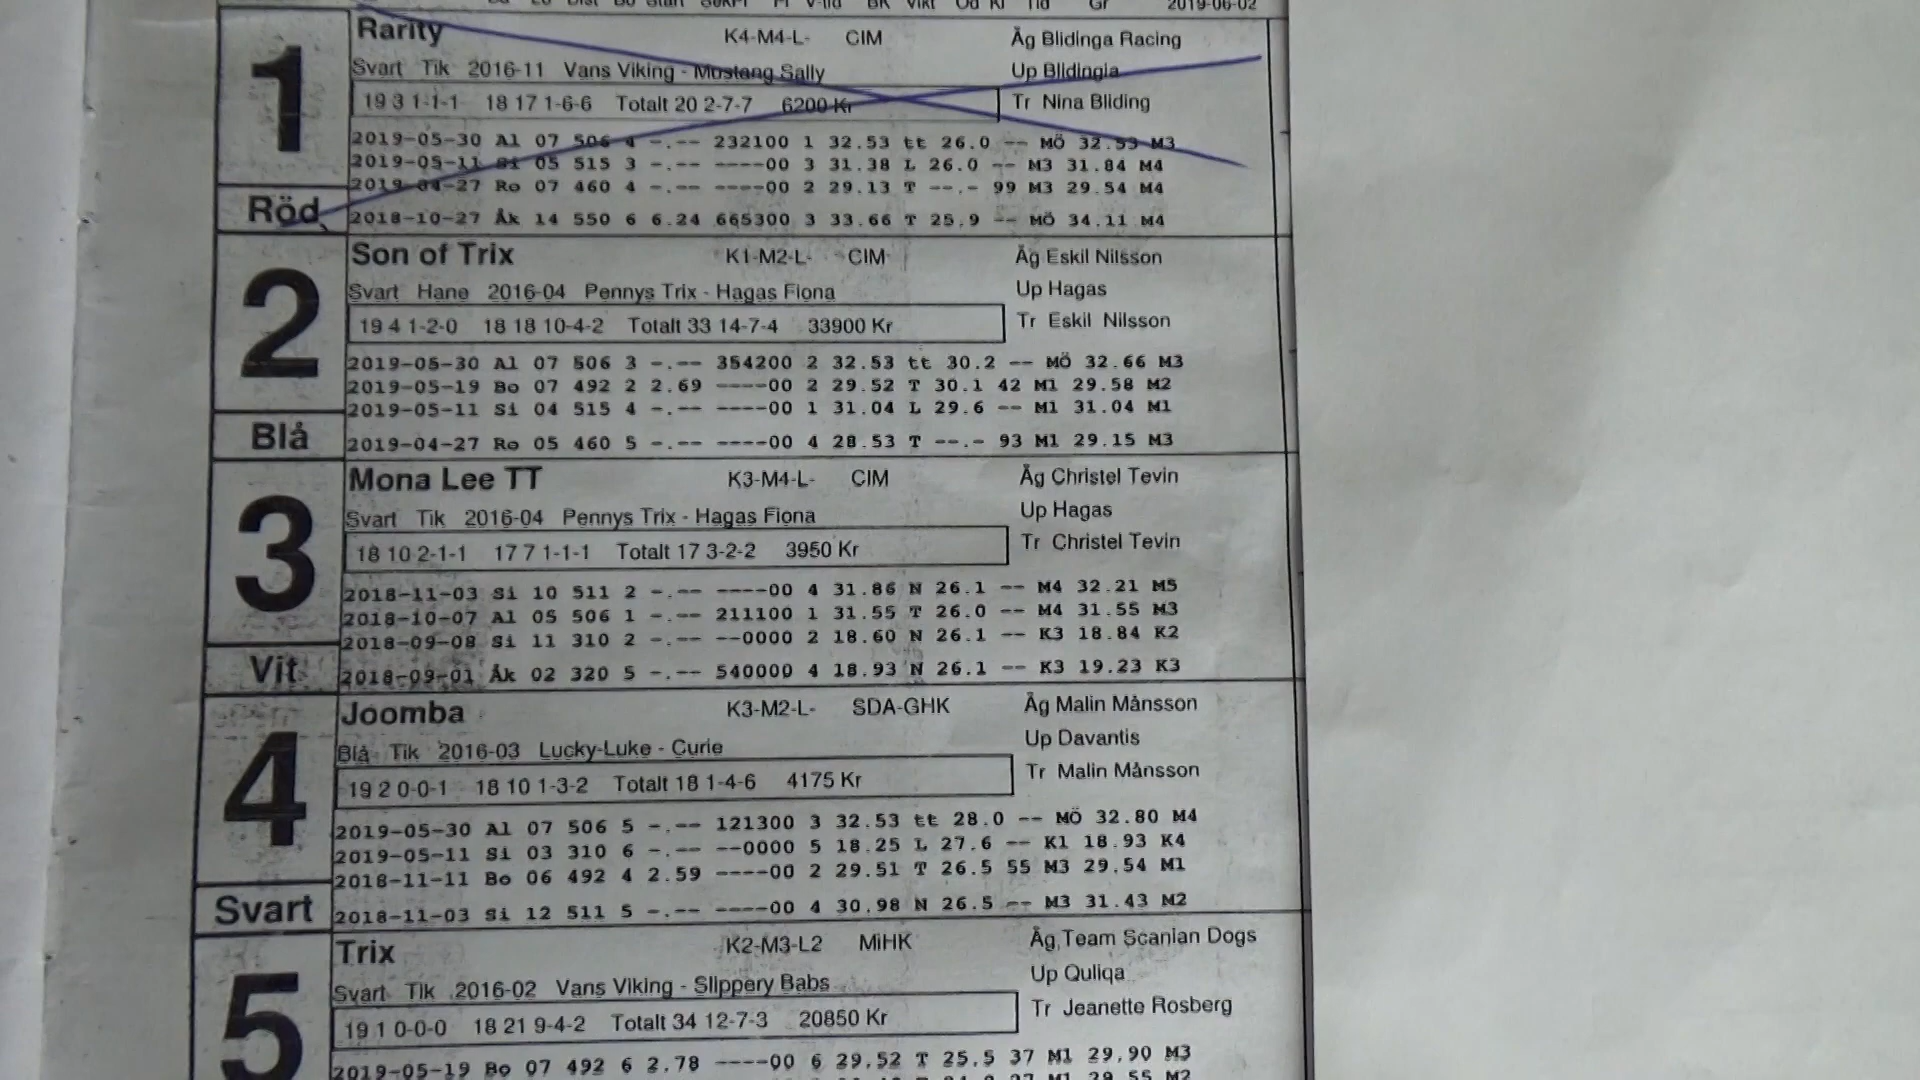 Dist Bo Start V-tid BK Vikt Od Kl Tid Gr 2019-06-02
1 Rarity K4-M4-L- CIM Äg Blidinga Racing
Svart Tik 2016-11 Vans Viking - Mustang Sally Up Blidingia
19 3 1-1-1 18 17 1-6-6 Totalt 20 2-7-7 6200 Kr Tr Nina Bliding
2019-05-30 Al 07 506 4 -.-- 232100 1 32.53 tt 26.0 -- MÖ 32.53 M3
2019-05-11 Si 05 515 3 -.-- ----00 3 31.38 L 26.0 -- M3 31.84 M4
2019-04-27 Ro 07 460 4 -.-- ----00 2 29.13 T --.- 99 M3 29.54 M4
Röd 2018-10-27 Åk 14 550 6 6.24 665300 3 33.66 T 25.9 -- MÖ 34.11 M4
2 Son of Trix K1-M2-L- CIM Äg Eskil Nilsson
Svart Hane 2016-04 Pennys Trix - Hagas Fiona Up Hagas
19 4 1-2-0 18 18 10-4-2 Totalt 33 14-7-4 33900 Kr Tr Eskil Nilsson
2019-05-30 Al 07 506 3 -.-- 354200 2 32.53 tt 30.2 -- MÖ 32.66 M3
2019-05-19 Bo 07 492 2 2.69 ----00 2 29.52 T 30.1 42 M1 29.58 M2
2019-05-11 Si 04 515 4 -.-- ----00 1 31.04 L 29.6 -- M1 31.04 M1
Blå 2019-04-27 Ro 05 460 5 -.-- ----00 4 28.53 T --.- 93 M1 29.15 M3
3 Mona Lee TT K3-M4-L- CIM Äg Christel Tevin
Svart Tik 2016-04 Pennys Trix - Hagas Fiona Up Hagas
18 10 2-1-1 17 7 1-1-1 Totalt 17 3-2-2 3950 Kr Tr Christel Tevin
2018-11-03 Si 10 511 2 -.-- ----00 4 31.86 N 26.1 -- M4 32.21 M5
2018-10-07 Al 05 506 1 -.-- 211100 1 31.55 T 26.0 -- M4 31.55 M3
2018-09-08 Si 11 310 2 -.-- --0000 2 18.60 N 26.1 -- K3 18.84 K2
Vit 2018-09-01 Åk 02 320 5 -.-- 540000 4 18.93 N 26.1 -- K3 19.23 K3
4 Joomba K3-M2-L- SDA-GHK Äg Malin Månsson
Blå Tik 2016-03 Lucky-Luke - Curie Up Davantis
19 2 0-0-1 18 10 1-3-2 Totalt 18 1-4-6 4175 Kr Tr Malin Månsson
2019-05-30 Al 07 506 5 -.-- 121300 3 32.53 tt 28.0 -- MÖ 32.80 M4
2019-05-11 Si 03 310 6 -.-- --0000 5 18.25 L 27.6 -- K1 18.93 K4
2018-11-11 Bo 06 492 4 2.59 ----00 2 29.51 T 26.5 55 M3 29.54 M1
Svart 2018-11-03 Si 12 511 5 -.-- ----00 4 30.98 N 26.5 -- M3 31.43 M2
5 Trix K2-M3-L2 MiHK Äg Team Scanian Dogs
Svart Tik 2016-02 Vans Viking - Slippery Babs Up Quliqa
19 1 0-0-0 18 21 9-4-2 Totalt 34 12-7-3 20850 Kr Tr Jeanette Rosberg
2019-05-19 Bo 07 492 6 2.78 ----00 6 29.52 T 25.5 37 M1 29.90 M3